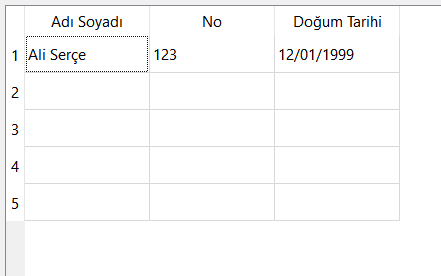 Adı Soyadı No Doğum Tarihi
1 Ali Serçe 123 12/01/1999
2
3
4
5